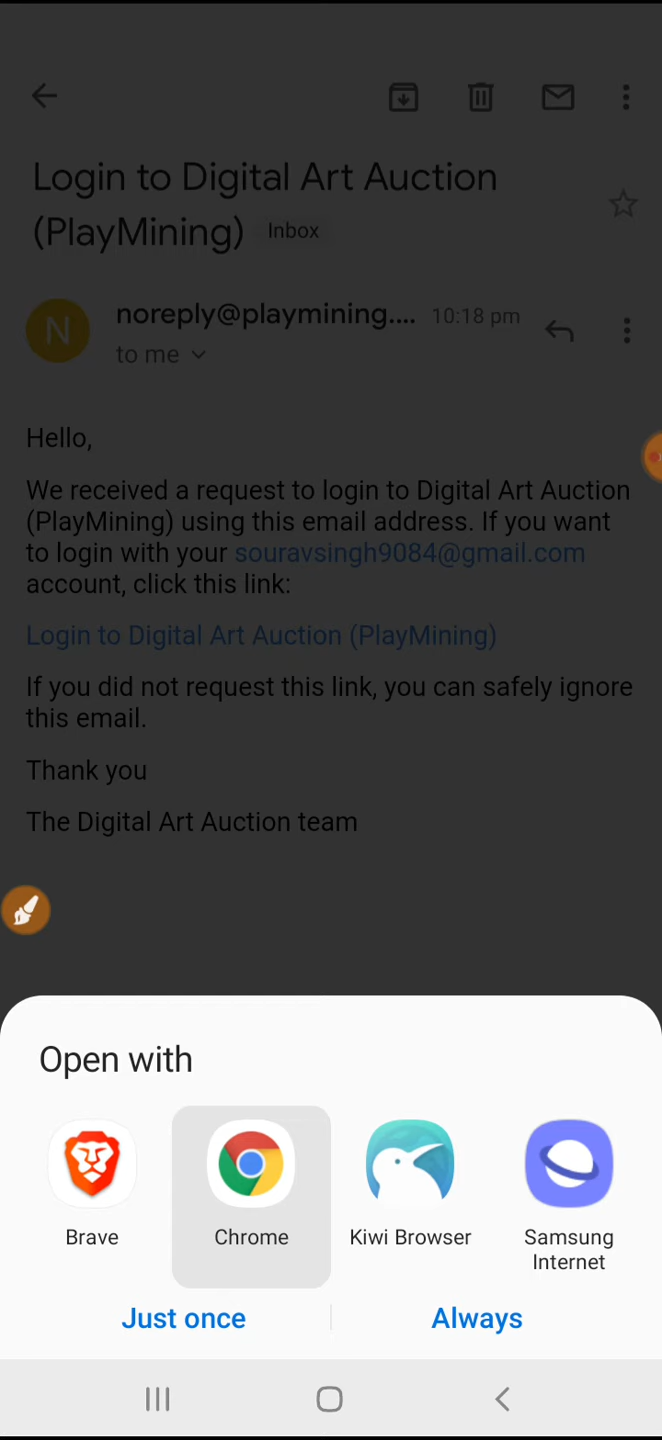 Login to Digital Art Auction
(PlayMining) Inbox
N
noreply@playmining.... 10:18 pm
to me
Hello,
We received a request to login to Digital Art Auction
(PlayMining) using this email address. If you want
to login with your souravsingh9084@gmail.com
account, click this link:
Login to Digital Art Auction (PlayMining)
If you did not request this link, you can safely ignore
this email.
Thank you
The Digital Art Auction team
Open with
Brave Chrome Kiwi Browser Samsung
Internet
Just once Always